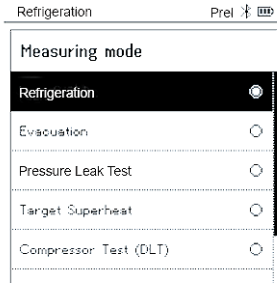 Refrigeration Prel
Measuring mode
Refrigeration
Evacuation
Pressure Leak Test
Target Superheat
Compressor Test (DLT)